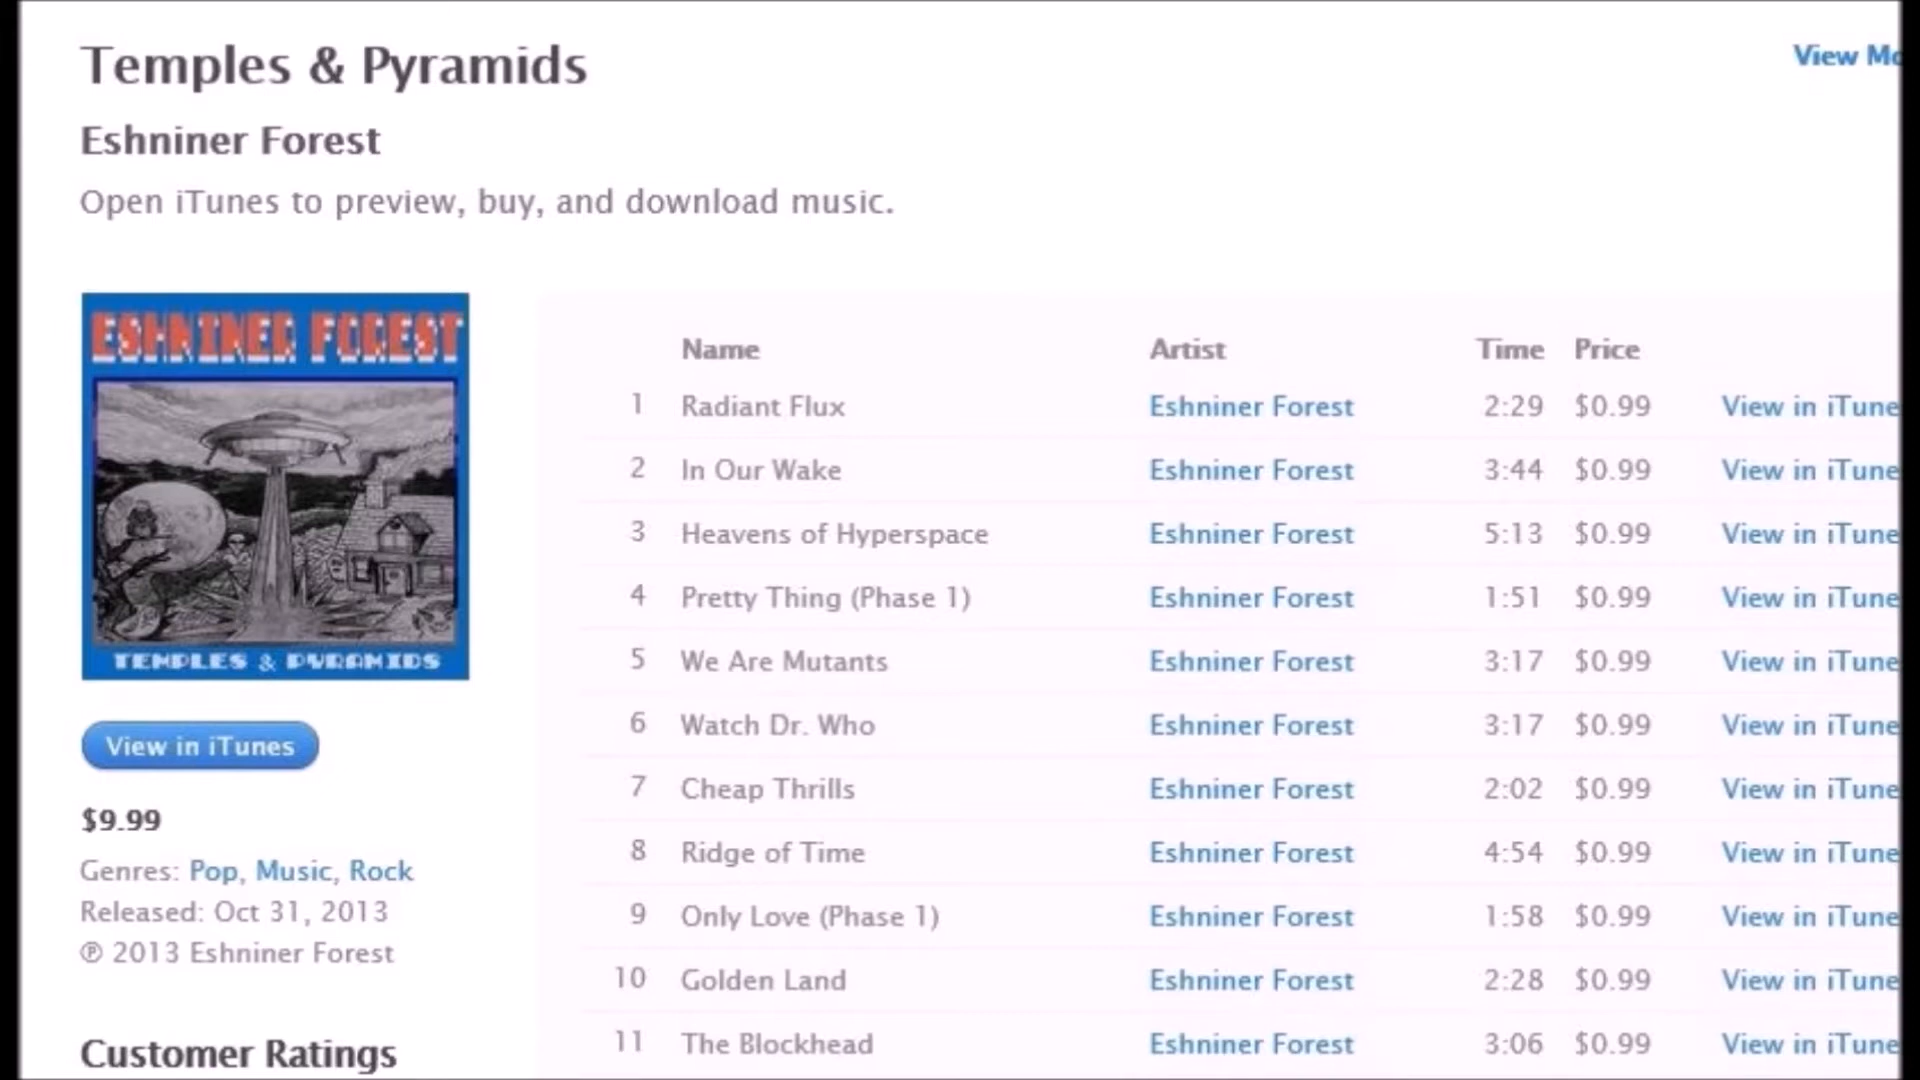 Temples & Pyramids
View Mo
Eshniner Forest
Open iTunes to preview, buy, and download music.
ESHNINER FOREST
TEMPLES & PYRAMIDS
View in iTunes
$9.99
Genres: Pop, Music, Rock
Released: Oct 31, 2013
℗ 2013 Eshniner Forest
Customer Ratings
Name Artist Time Price
1 Radiant Flux Eshniner Forest 2:29 $0.99 View in iTune
2 In Our Wake Eshniner Forest 3:44 $0.99 View in iTune
3 Heavens of Hyperspace Eshniner Forest 5:13 $0.99 View in iTune
4 Pretty Thing (Phase 1) Eshniner Forest 1:51 $0.99 View in iTune
5 We Are Mutants Eshniner Forest 3:17 $0.99 View in iTune
6 Watch Dr. Who Eshniner Forest 3:17 $0.99 View in iTune
7 Cheap Thrills Eshniner Forest 2:02 $0.99 View in iTune
8 Ridge of Time Eshniner Forest 4:54 $0.99 View in iTune
9 Only Love (Phase 1) Eshniner Forest 1:58 $0.99 View in iTune
10 Golden Land Eshniner Forest 2:28 $0.99 View in iTune
11 The Blockhead Eshniner Forest 3:06 $0.99 View in iTune